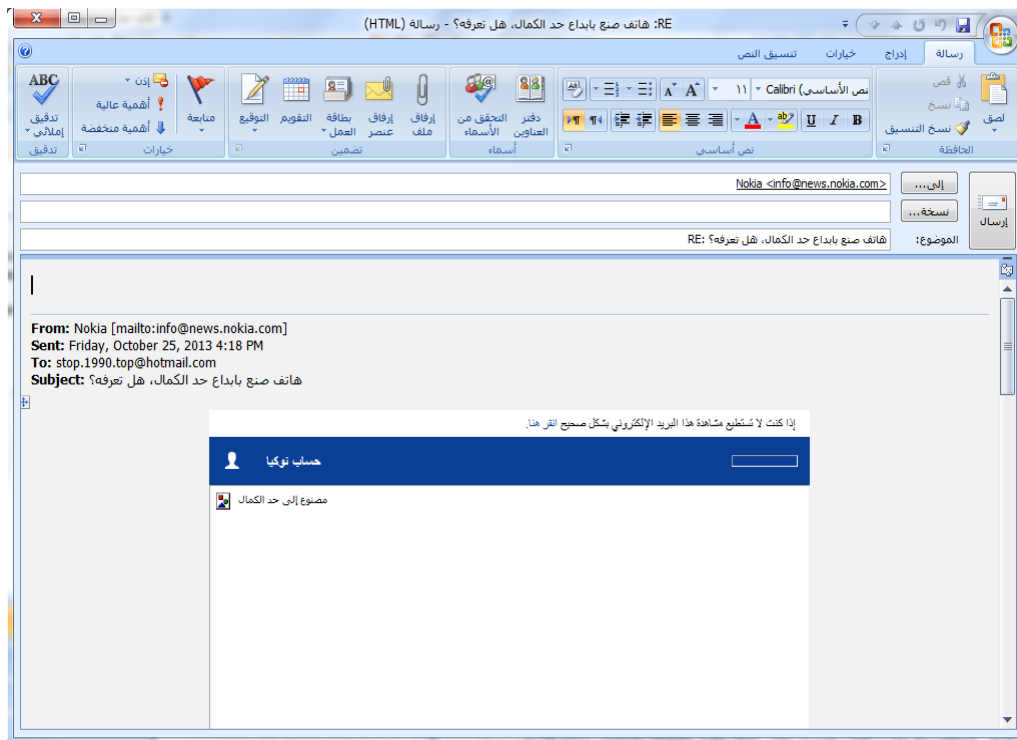 RE: هاتف صنع بابداع حد الكمال، هل تعرفه؟ - رسالة (HTML)
رسالة إدراج خيارات تنسيق النص
لصق
قص
نسخ
نسخ التنسيق
الحافظة
نص الأساسي) Calibri ١١
B I U
نص أساسي
دفتر العناوين
التحقق من الأسماء
أسماء
إرفاق ملف
إرفاق عنصر
بطاقة العمل
التقويم
التوقيع
تضمين
متابعة
إذن
أهمية عالية
أهمية منخفضة
خيارات
ABC
تدقيق إملائي
تدقيق
إرسال
إلى...
Nokia <info@news.nokia.com>
نسخة...
الموضوع:
RE: هاتف صنع بابداع حد الكمال، هل تعرفه؟
From: Nokia [mailto:info@news.nokia.com]
Sent: Friday, October 25, 2013 4:18 PM
To: stop.1990.top@hotmail.com
Subject: هاتف صنع بابداع حد الكمال، هل تعرفه؟
إذا كنت لا تستطيع مشاهدة هذا البريد الإلكتروني بشكل صحيح انقر هنا.
حساب نوكيا
مصنوع إلى حد الكمال